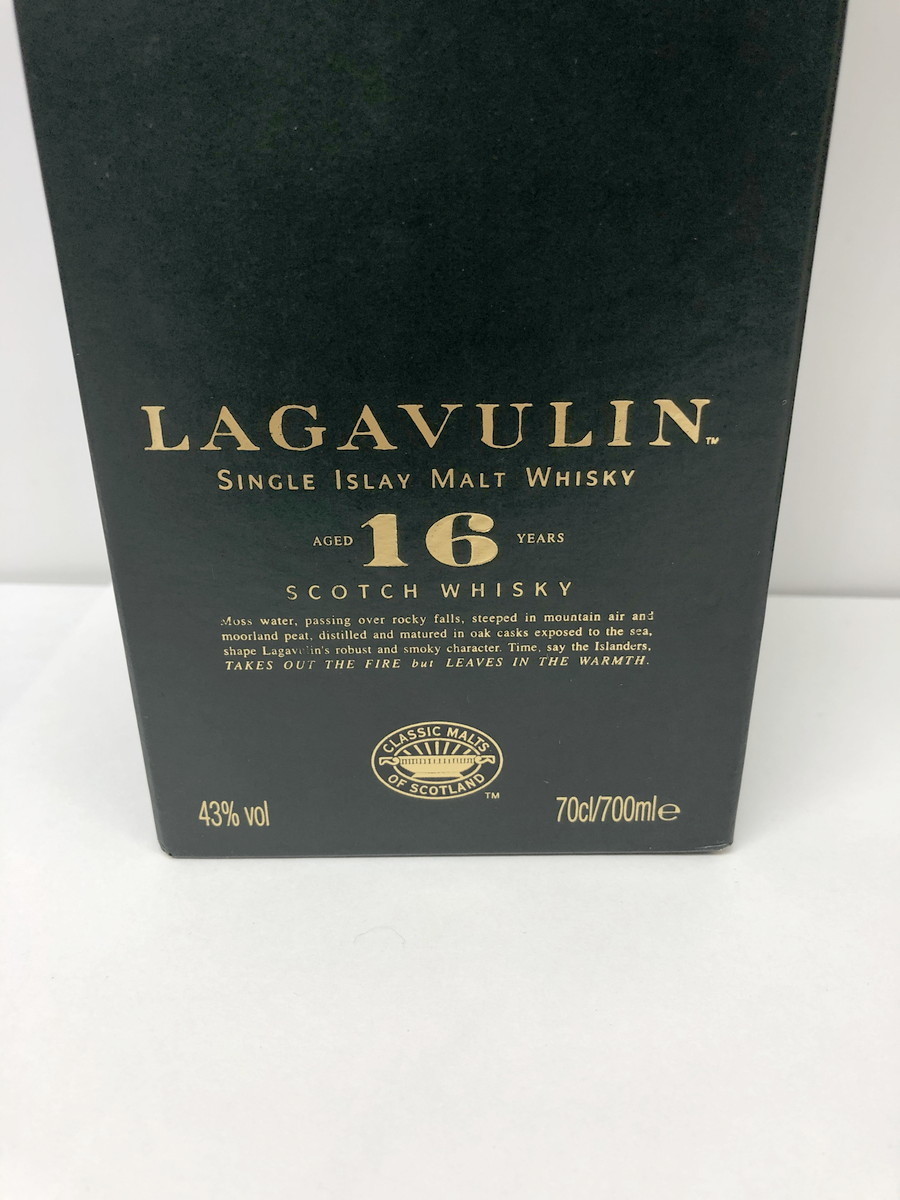 LAGAVULIN™
SINGLE ISLAY MALT WHISKY
AGED 16 YEARS
SCOTCH WHISKY
Moss water, passing over rocky falls, steeped in mountain air and
moorland peat, distilled and matured in oak casks exposed to the sea,
shape Lagavulin's robust and smoky character. Time, say the Islanders,
TAKES OUT THE FIRE but LEAVES IN THE WARMTH.
CLASSIC MALTS
OF SCOTLAND
™
43% vol 70cl/700ml℮